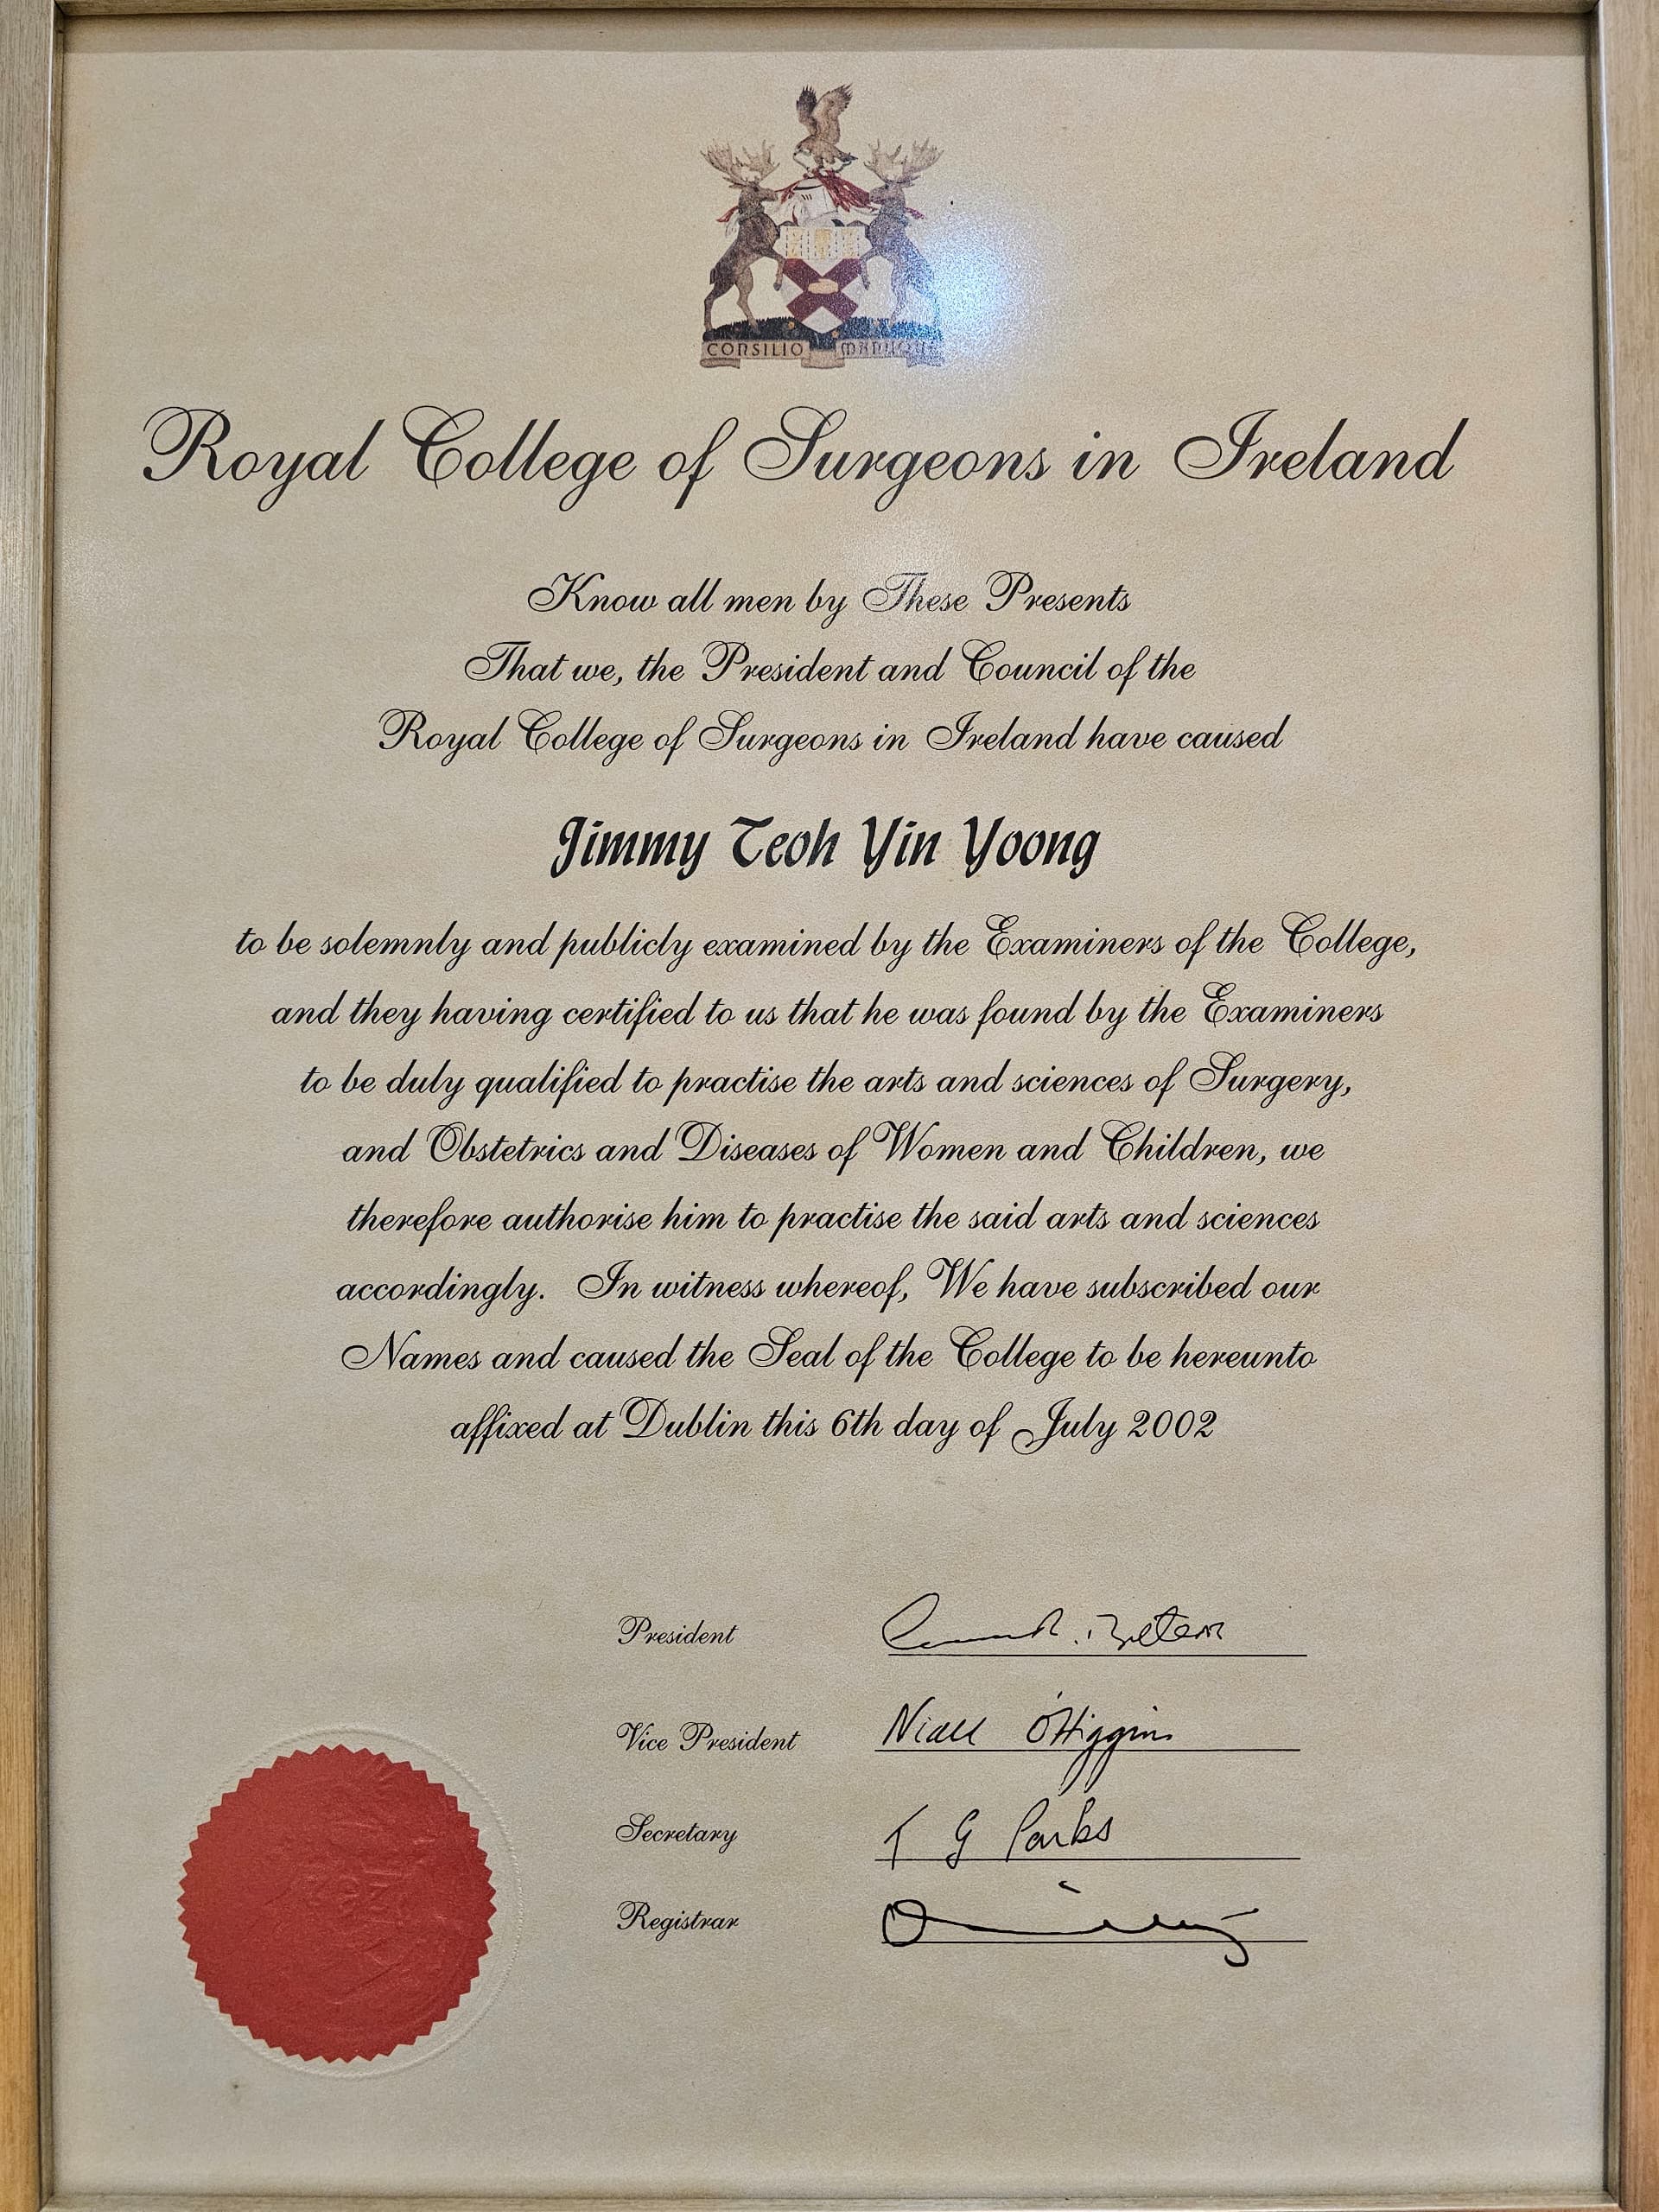 CONSILIO MANUQUE
Royal College of Surgeons in Ireland
Know all men by These Presents
That we, the President and Council of the
Royal College of Surgeons in Ireland have caused
Jimmy Teoh Yin Yoong
to be solemnly and publicly examined by the Examiners of the College,
and they having certified to us that he was found by the Examiners
to be duly qualified to practise the arts and sciences of Surgery,
and Obstetrics and Diseases of Women and Children, we
therefore authorise him to practise the said arts and sciences
accordingly. In witness whereof, We have subscribed our
Names and caused the Seal of the College to be hereunto
affixed at Dublin this 6th day of July 2002
President
Vice President Niall O'Higgins
Secretary T G Parks
Registrar